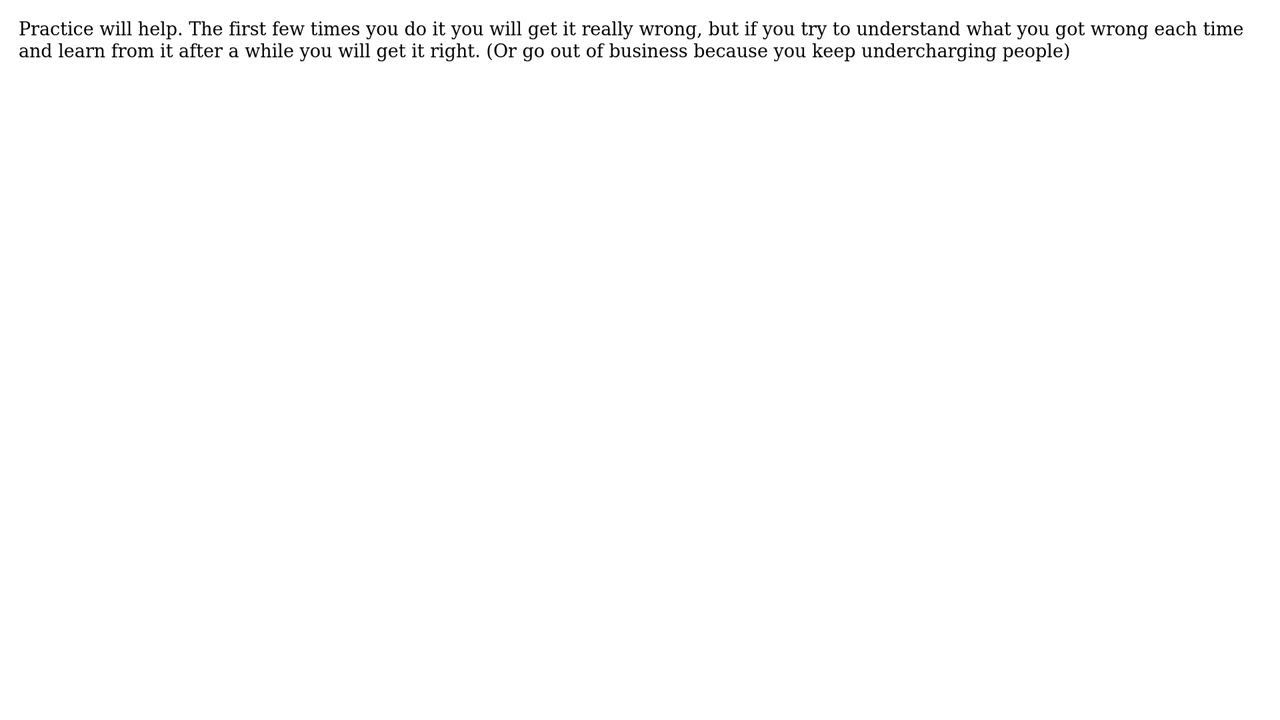 Practice will help. The first few times you do it you will get it really wrong, but if you try to understand what you got wrong each time
and learn from it after a while you will get it right. (Or go out of business because you keep undercharging people)